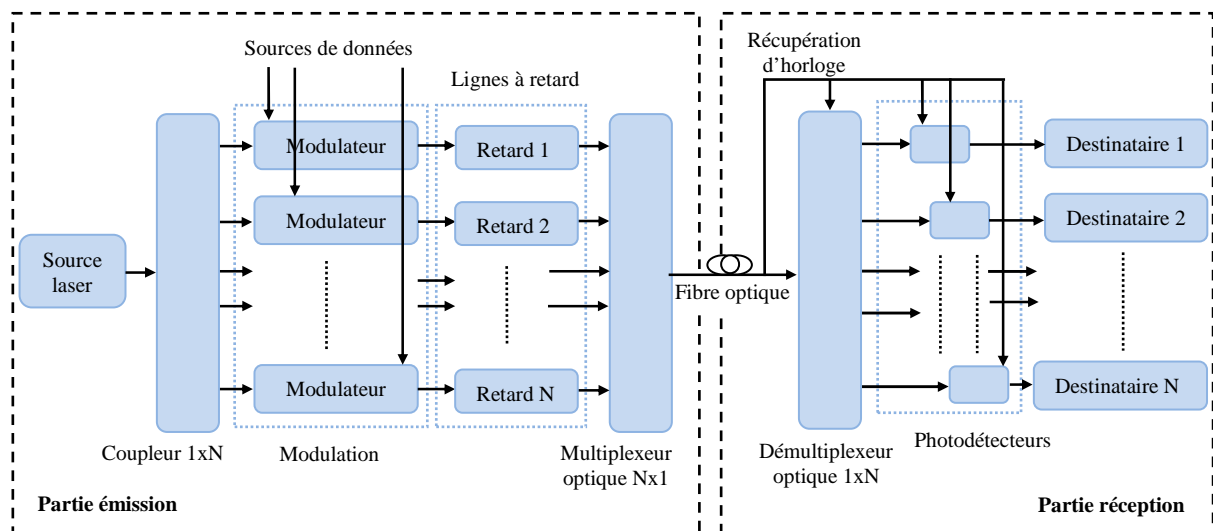 Sources de données
Lignes à retard
Source
laser
Modulateur
Modulateur
Modulateur
Retard 1
Retard 2
Retard N
Coupleur 1xN
Modulation
Multiplexeur
optique Nx1
Partie émission
Fibre optique
Récupération
d’horloge
Destinataire 1
Destinataire 2
Destinataire N
Démultiplexeur
optique 1xN
Photodétecteurs
Partie réception